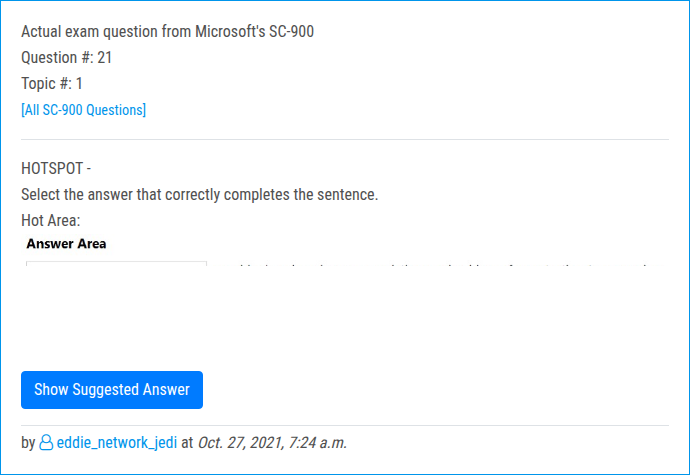 Actual exam question from Microsoft's SC-900
Question #: 21
Topic #: 1
[All SC-900 Questions]
HOTSPOT -
Select the answer that correctly completes the sentence.
Hot Area:
Answer Area
Show Suggested Answer
by eddie_network_jedi at Oct. 27, 2021, 7:24 a.m.